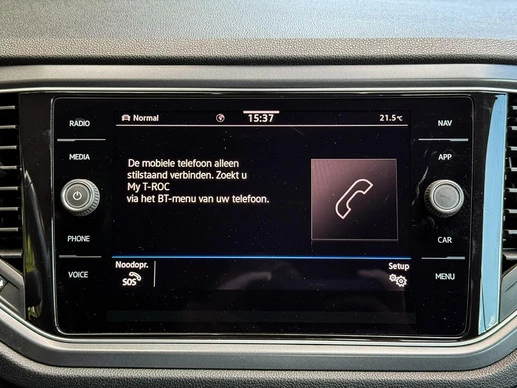 RADIO
Normal
15:37
21.5°C
NAV
MEDIA
APP
De mobiele telefoon alleen
stilstaand verbinden. Zoekt u
My T-ROC
via het BT-menu van uw telefoon.
PHONE
CAR
VOICE
Noodopr.
SOS
Setup
MENU